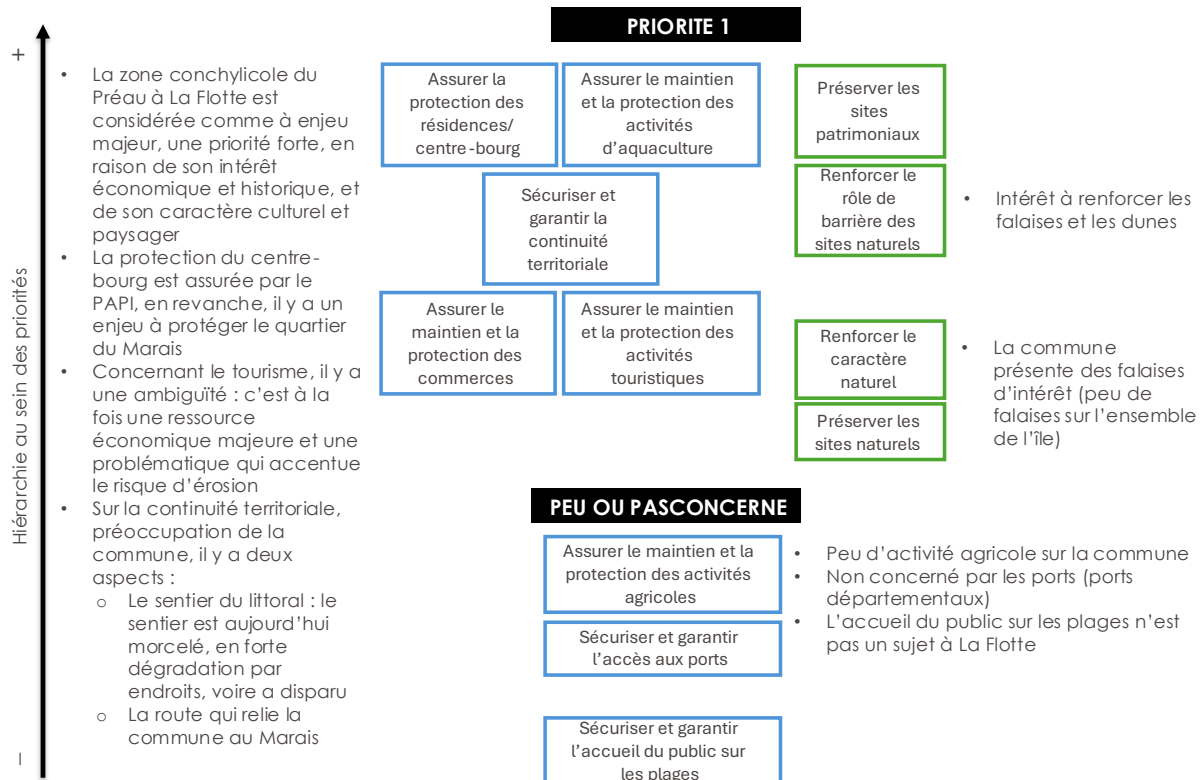 PRIORITE 1
+
Hiérarchie au sein des priorités
–
• La zone conchylicole du
Préau à La Flotte est
considérée comme à enjeu
majeur, une priorité forte, en
raison de son intérêt
économique et historique, et
de son caractère culturel et
paysager
• La protection du centre-
bourg est assurée par le
PAPI, en revanche, il y a un
enjeu à protéger le quartier
du Marais
• Concernant le tourisme, il y a
une ambiguïté : c'est à la
fois une ressource
économique majeure et une
problématique qui accentue
le risque d'érosion
• Sur la continuité territoriale,
préoccupation de la
commune, il y a deux
aspects :
o Le sentier du littoral : le
sentier est aujourd'hui
morcelé, en forte
dégradation par
endroits, voire a disparu
o La route qui relie la
commune au Marais
Assurer la
protection des
résidences/
centre-bourg
Assurer le maintien
et la protection des
activités
d'aquaculture
Sécuriser et
garantir la
continuité
territoriale
Assurer le
maintien et la
protection des
commerces
Assurer le maintien
et la protection des
activités
touristiques
Préserver les
sites
patrimoniaux
Renforcer le
rôle de
barrière des
sites naturels
• Intérêt à renforcer les
falaises et les dunes
Renforcer le
caractère
naturel
Préserver les
sites naturels
• La commune
présente des falaises
d'intérêt (peu de
falaises sur l'ensemble
de l'île)
PEU OU PASCONCERNE
Assurer le maintien et la
protection des activités
agricoles
Sécuriser et garantir
l'accès aux ports
Sécuriser et garantir
l'accueil du public sur
les plages
• Peu d'activité agricole sur la commune
• Non concerné par les ports (ports
départementaux)
• L'accueil du public sur les plages n'est
pas un sujet à La Flotte